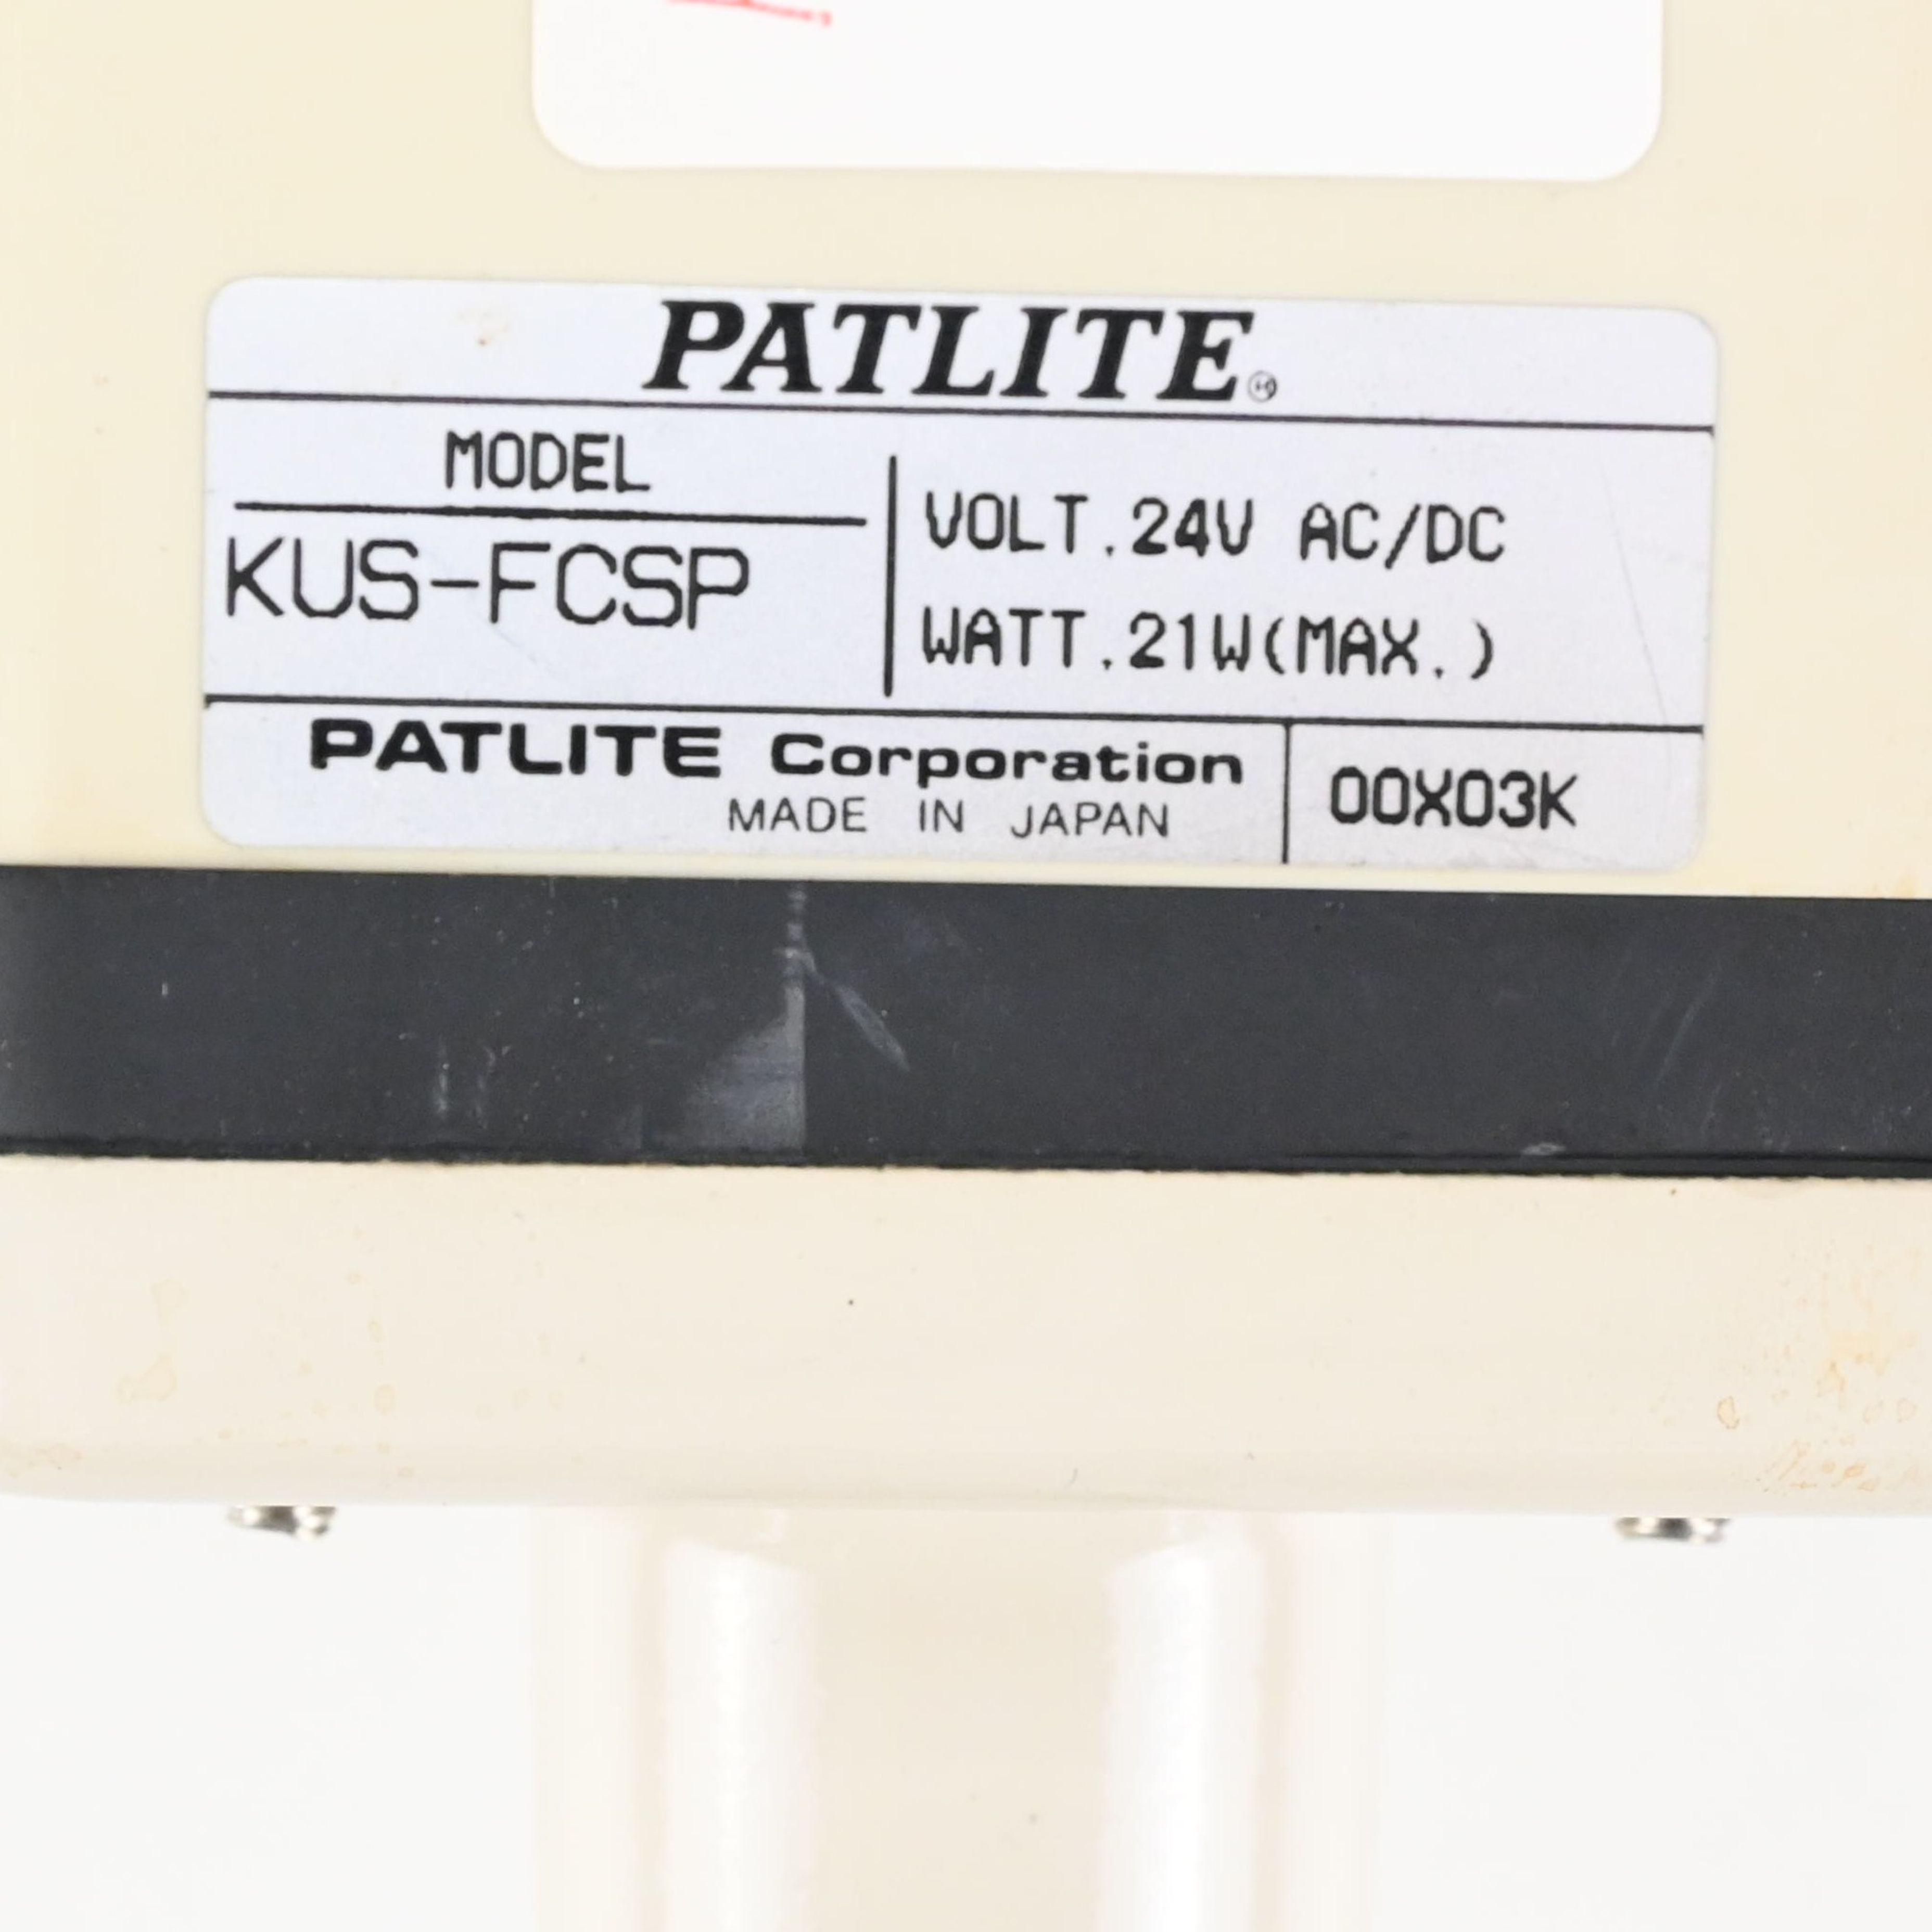 PATLITE®
MODEL
KUS-FCSP
VOLT.24V AC/DC
WATT.21W(MAX.)
PATLITE Corporation
MADE IN JAPAN
00X03K